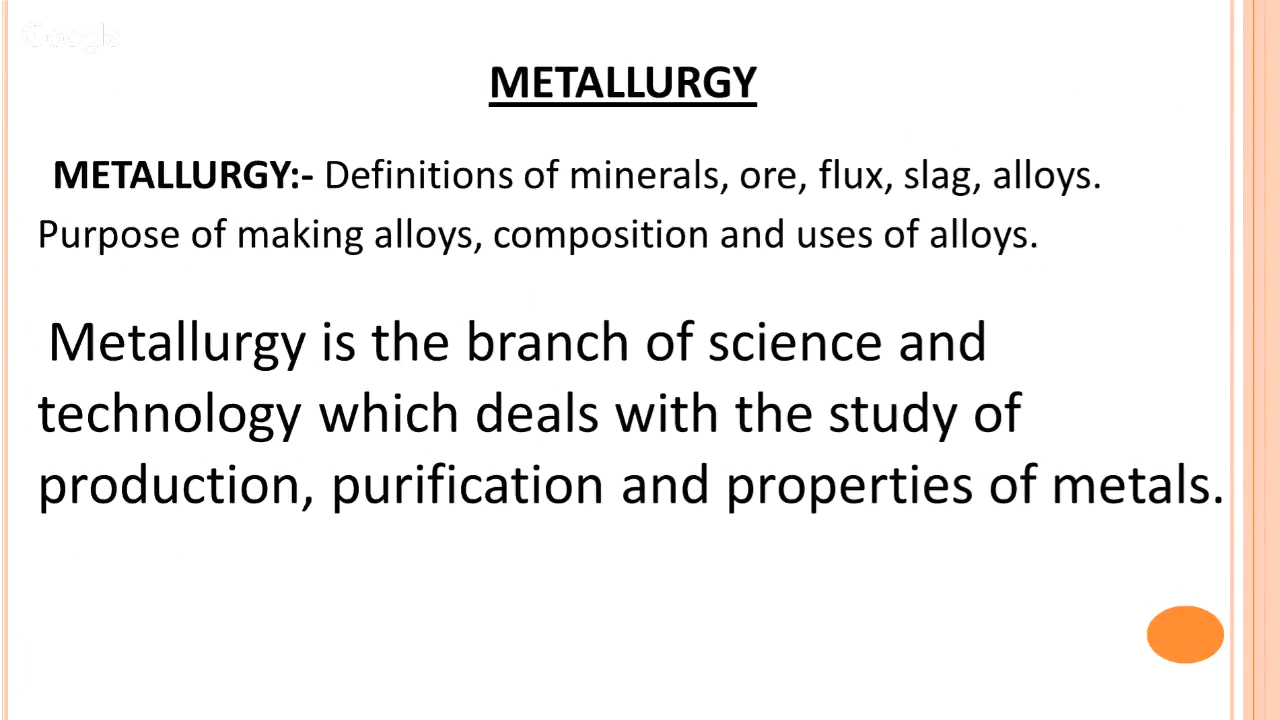 Google
METALLURGY
METALLURGY:- Definitions of minerals, ore, flux, slag, alloys.
Purpose of making alloys, composition and uses of alloys.
Metallurgy is the branch of science and
technology which deals with the study of
production, purification and properties of metals.